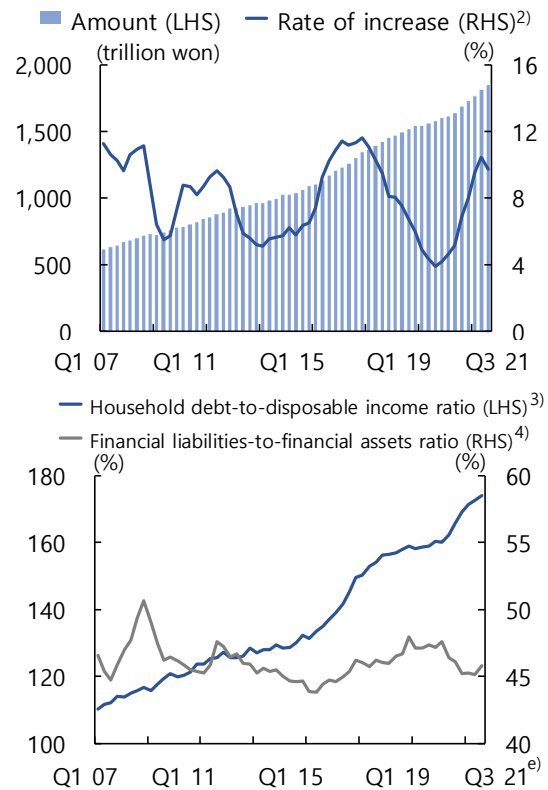 Amount (LHS) Rate of increase (RHS)2)
(trillion won) (%)
2,000 16
1,500 12
1,000 8
500 4
0 0
Q1 07 Q1 11 Q1 15 Q1 19 Q3 21
Household debt-to-disposable income ratio (LHS)3)
Financial liabilities-to-financial assets ratio (RHS)4)
(%) (%)
180 60
160 55
140 50
120 45
100 40
Q1 07 Q1 11 Q1 15 Q1 19 Q3 21e)